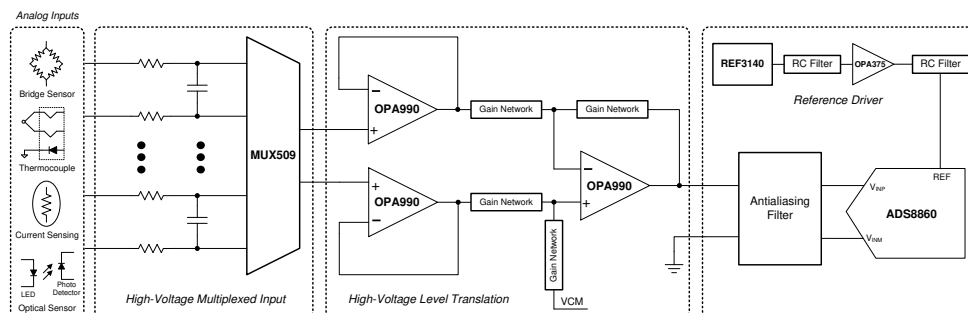 Analog Inputs
Bridge Sensor
Thermocouple
Current Sensing
LED
Photo
Detector
Optical Sensor
MUX509
High-Voltage Multiplexed Input
OPA990
Gain Network
Gain Network
OPA990
OPA990
Gain Network
Gain Network
VCM
High-Voltage Level Translation
REF3140
RC Filter
OPA375
RC Filter
Reference Driver
Antialiasing
Filter
REF
VINP
ADS8860
VINM